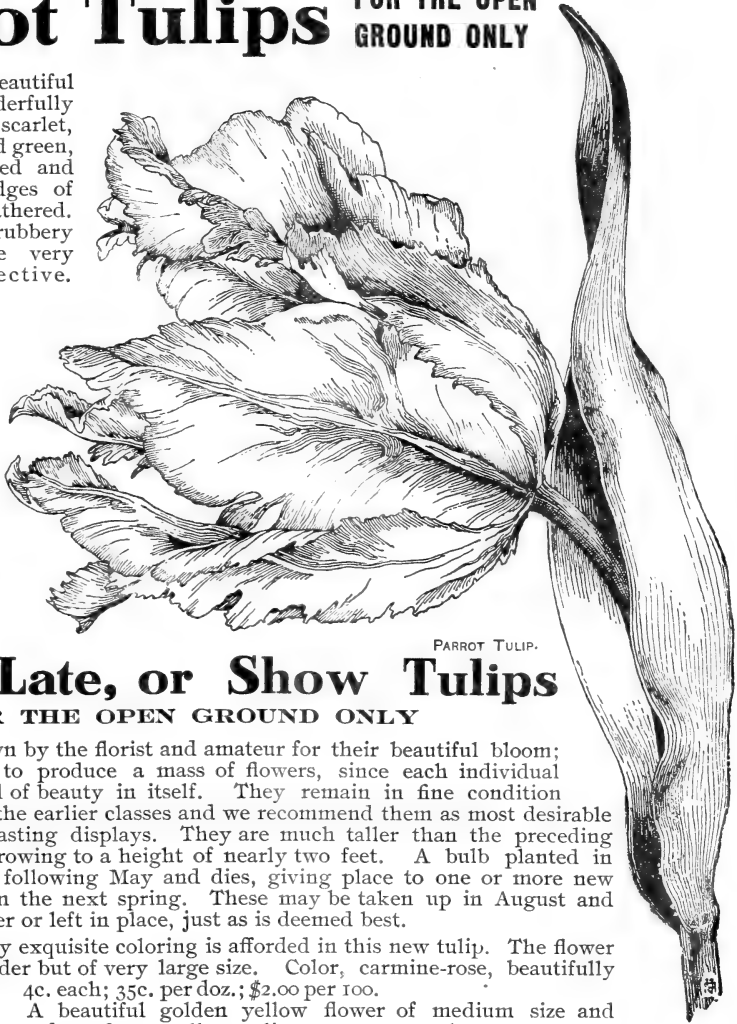 ot Tulips
FOR THE OPEN
GROUND ONLY
eautiful
derfully
scarlet,
d green,
ed and
dges of
athered.
rubbery
e very
ective.
PARROT TULIP.
Late, or Show Tulips
R THE OPEN GROUND ONLY
vn by the florist and amateur for their beautiful bloom;
to produce a mass of flowers, since each individual
l of beauty in itself. They remain in fine condition
the earlier classes and we recommend them as most desirable
asting displays. They are much taller than the preceding
rowing to a height of nearly two feet. A bulb planted in
following May and dies, giving place to one or more new
n the next spring. These may be taken up in August and
er or left in place, just as is deemed best.
y exquisite coloring is afforded in this new tulip. The flower
der but of very large size. Color, carmine-rose, beautifully
4c. each; 35c. per doz.; $2.00 per 100.
A beautiful golden yellow flower of medium size and